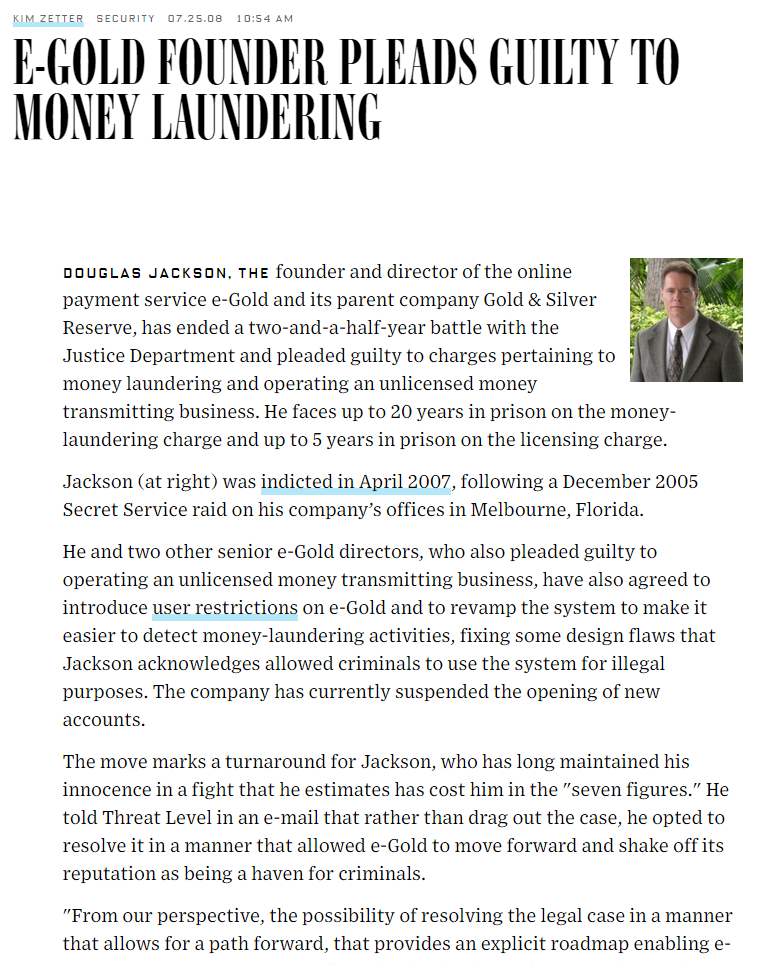 KIM ZETTER SECURITY 07.25.08 10:54 AM
E-GOLD FOUNDER PLEADS GUILTY TO
MONEY LAUNDERING
DOUGLAS JACKSON, THE founder and director of the online
payment service e-Gold and its parent company Gold & Silver
Reserve, has ended a two-and-a-half-year battle with the
Justice Department and pleaded guilty to charges pertaining to
money laundering and operating an unlicensed money
transmitting business. He faces up to 20 years in prison on the money-
laundering charge and up to 5 years in prison on the licensing charge.
Jackson (at right) was indicted in April 2007, following a December 2005
Secret Service raid on his company’s offices in Melbourne, Florida.
He and two other senior e-Gold directors, who also pleaded guilty to
operating an unlicensed money transmitting business, have also agreed to
introduce user restrictions on e-Gold and to revamp the system to make it
easier to detect money-laundering activities, fixing some design flaws that
Jackson acknowledges allowed criminals to use the system for illegal
purposes. The company has currently suspended the opening of new
accounts.
The move marks a turnaround for Jackson, who has long maintained his
innocence in a fight that he estimates has cost him in the "seven figures." He
told Threat Level in an e-mail that rather than drag out the case, he opted to
resolve it in a manner that allowed e-Gold to move forward and shake off its
reputation as being a haven for criminals.
"From our perspective, the possibility of resolving the legal case in a manner
that allows for a path forward, that provides an explicit roadmap enabling e-